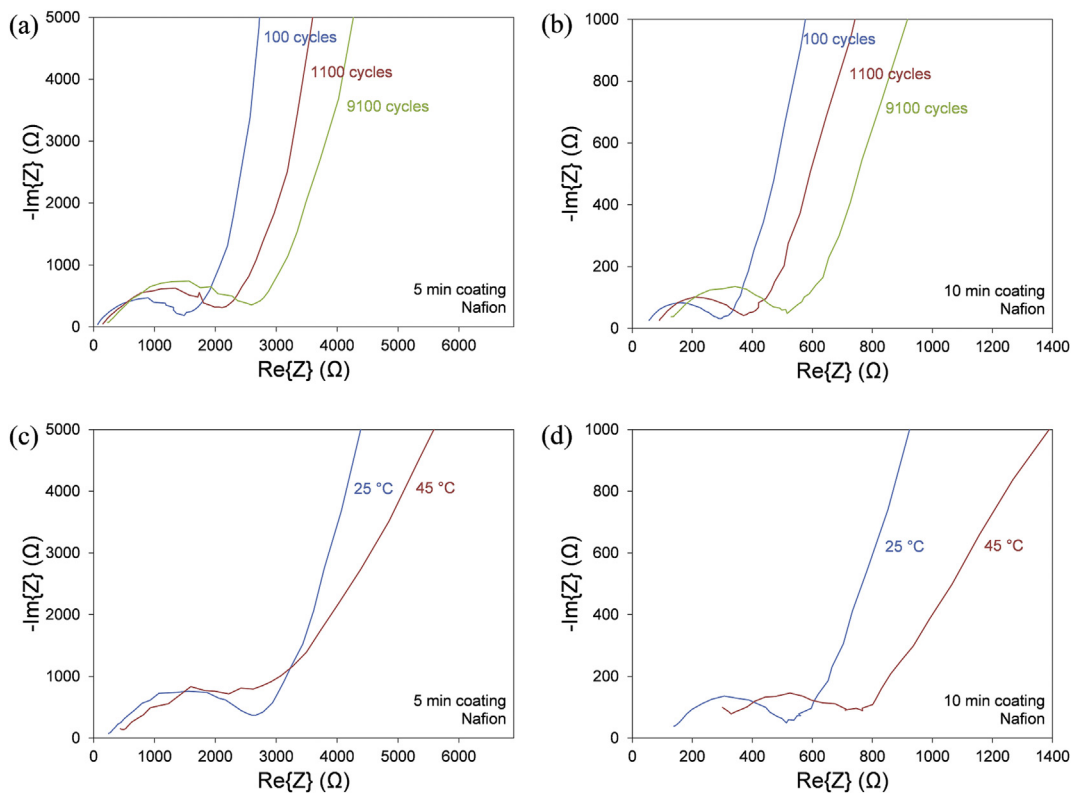 (a)
5000
4000
3000
2000
1000
0
-Im{Z} (Ω)
100 cycles
1100 cycles
9100 cycles
5 min coating
Nafion
0 1000 2000 3000 4000 5000 6000
Re{Z} (Ω)
(b)
1000
800
600
400
200
0
-Im{Z} (Ω)
100 cycles
1100 cycles
9100 cycles
10 min coating
Nafion
0 200 400 600 800 1000 1200 1400
Re{Z} (Ω)
(c)
5000
4000
3000
2000
1000
0
-Im{Z} (Ω)
25 °C
45 °C
5 min coating
Nafion
0 1000 2000 3000 4000 5000 6000
Re{Z} (Ω)
(d)
1000
800
600
400
200
0
-Im{Z} (Ω)
25 °C
45 °C
10 min coating
Nafion
0 200 400 600 800 1000 1200 1400
Re{Z} (Ω)